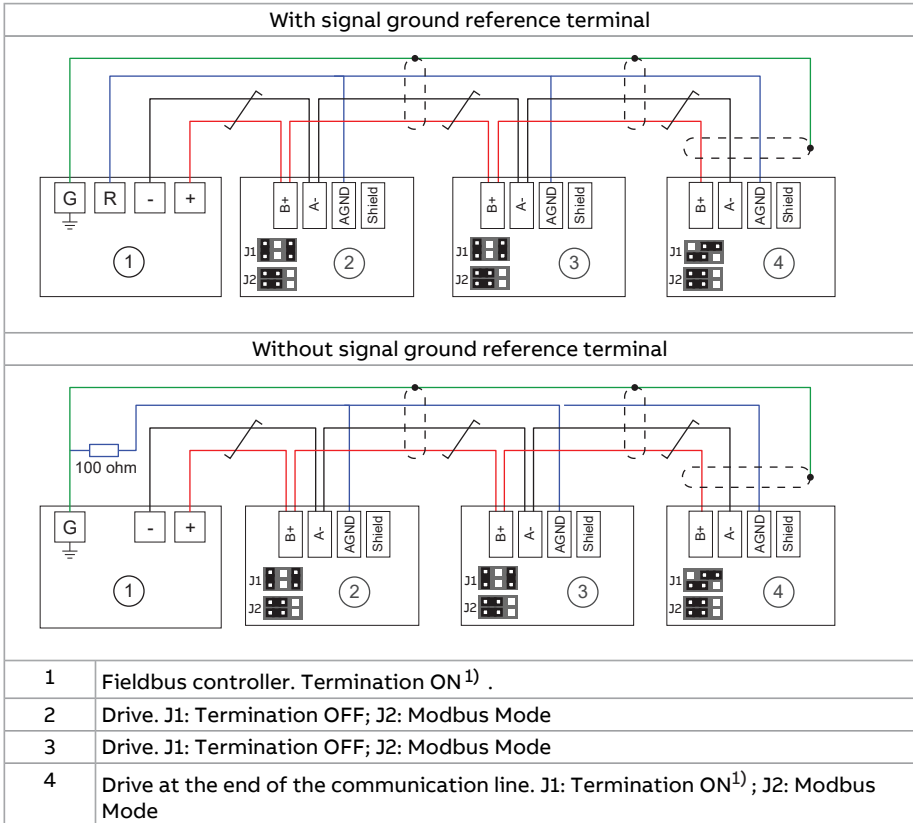 With signal ground reference terminal
G R - +
B+ A- AGND Shield
B+ A- AGND Shield
B+ A- AGND Shield
J1
J2
J1
J2
J1
J2
1 2 3 4
Without signal ground reference terminal
100 ohm
G - +
B+ A- AGND Shield
B+ A- AGND Shield
B+ A- AGND Shield
J1
J2
J1
J2
J1
J2
1 2 3 4
1 Fieldbus controller. Termination ON1) .
2 Drive. J1: Termination OFF; J2: Modbus Mode
3 Drive. J1: Termination OFF; J2: Modbus Mode
4 Drive at the end of the communication line. J1: Termination ON1) ; J2: Modbus
Mode